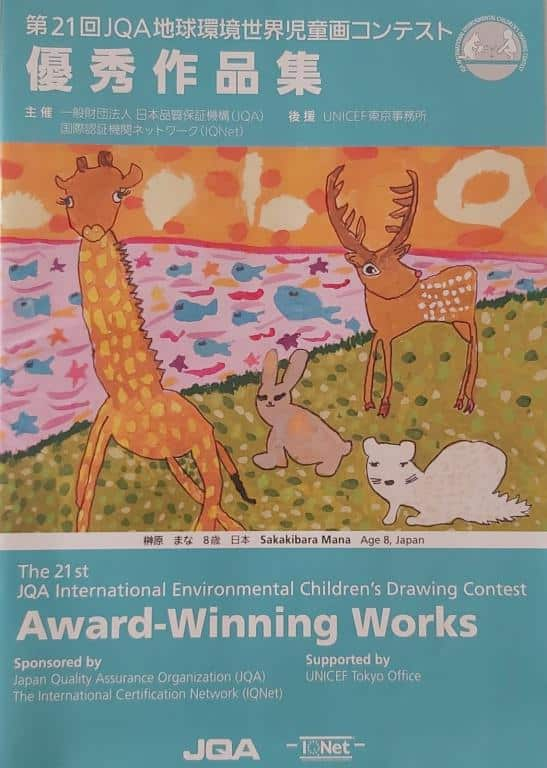 第21回JQA地球環境世界児童画コンテスト
優秀作品集
主催 一般財団法人 日本品質保証機構(JQA)
国際認証機関ネットワーク(IQNet)
後援 UNICEF東京事務所
榊原 まな 8歳 日本 Sakakibara Mana Age 8, Japan
The 21st
JQA International Environmental Children's Drawing Contest
Award-Winning Works
Sponsored by
Japan Quality Assurance Organization (JQA)
The International Certification Network (IQNet)
Supported by
UNICEF Tokyo Office
JQA
IQNet